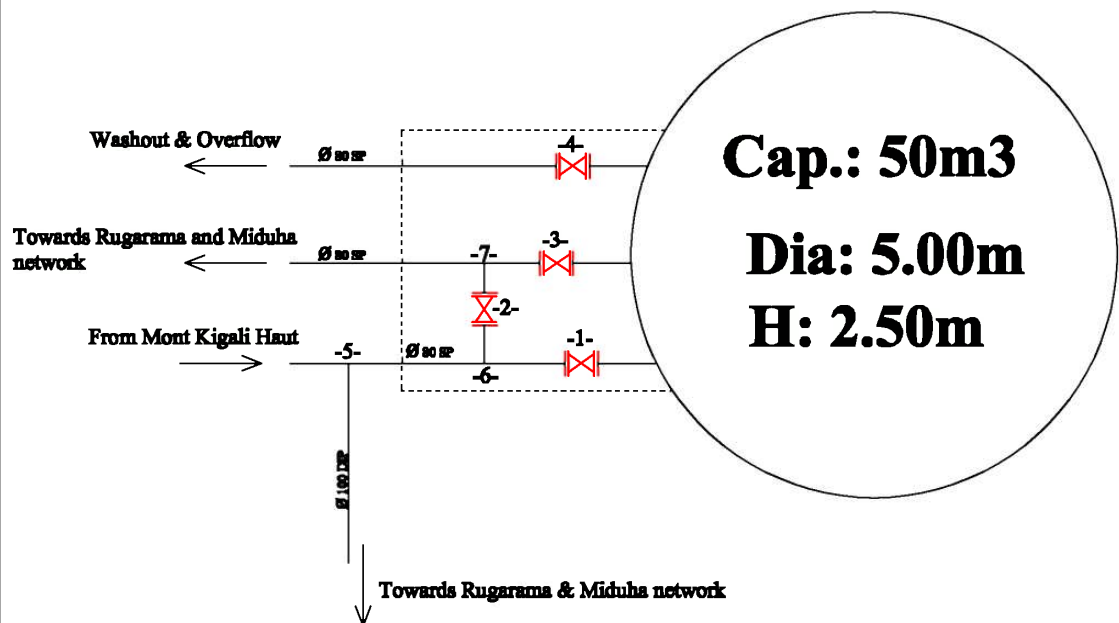 -4-
Washout & Overflow
Ø 80 SP
Cap.: 50m3
Towards Rugarama and Miduha
network
Ø 80 SP
-7-
-3-
Dia: 5.00m
-2-
H: 2.50m
From Mont Kigali Haut
-5-
Ø 80 SP
-6-
-1-
Ø 100 DIP
Towards Rugarama & Miduha network